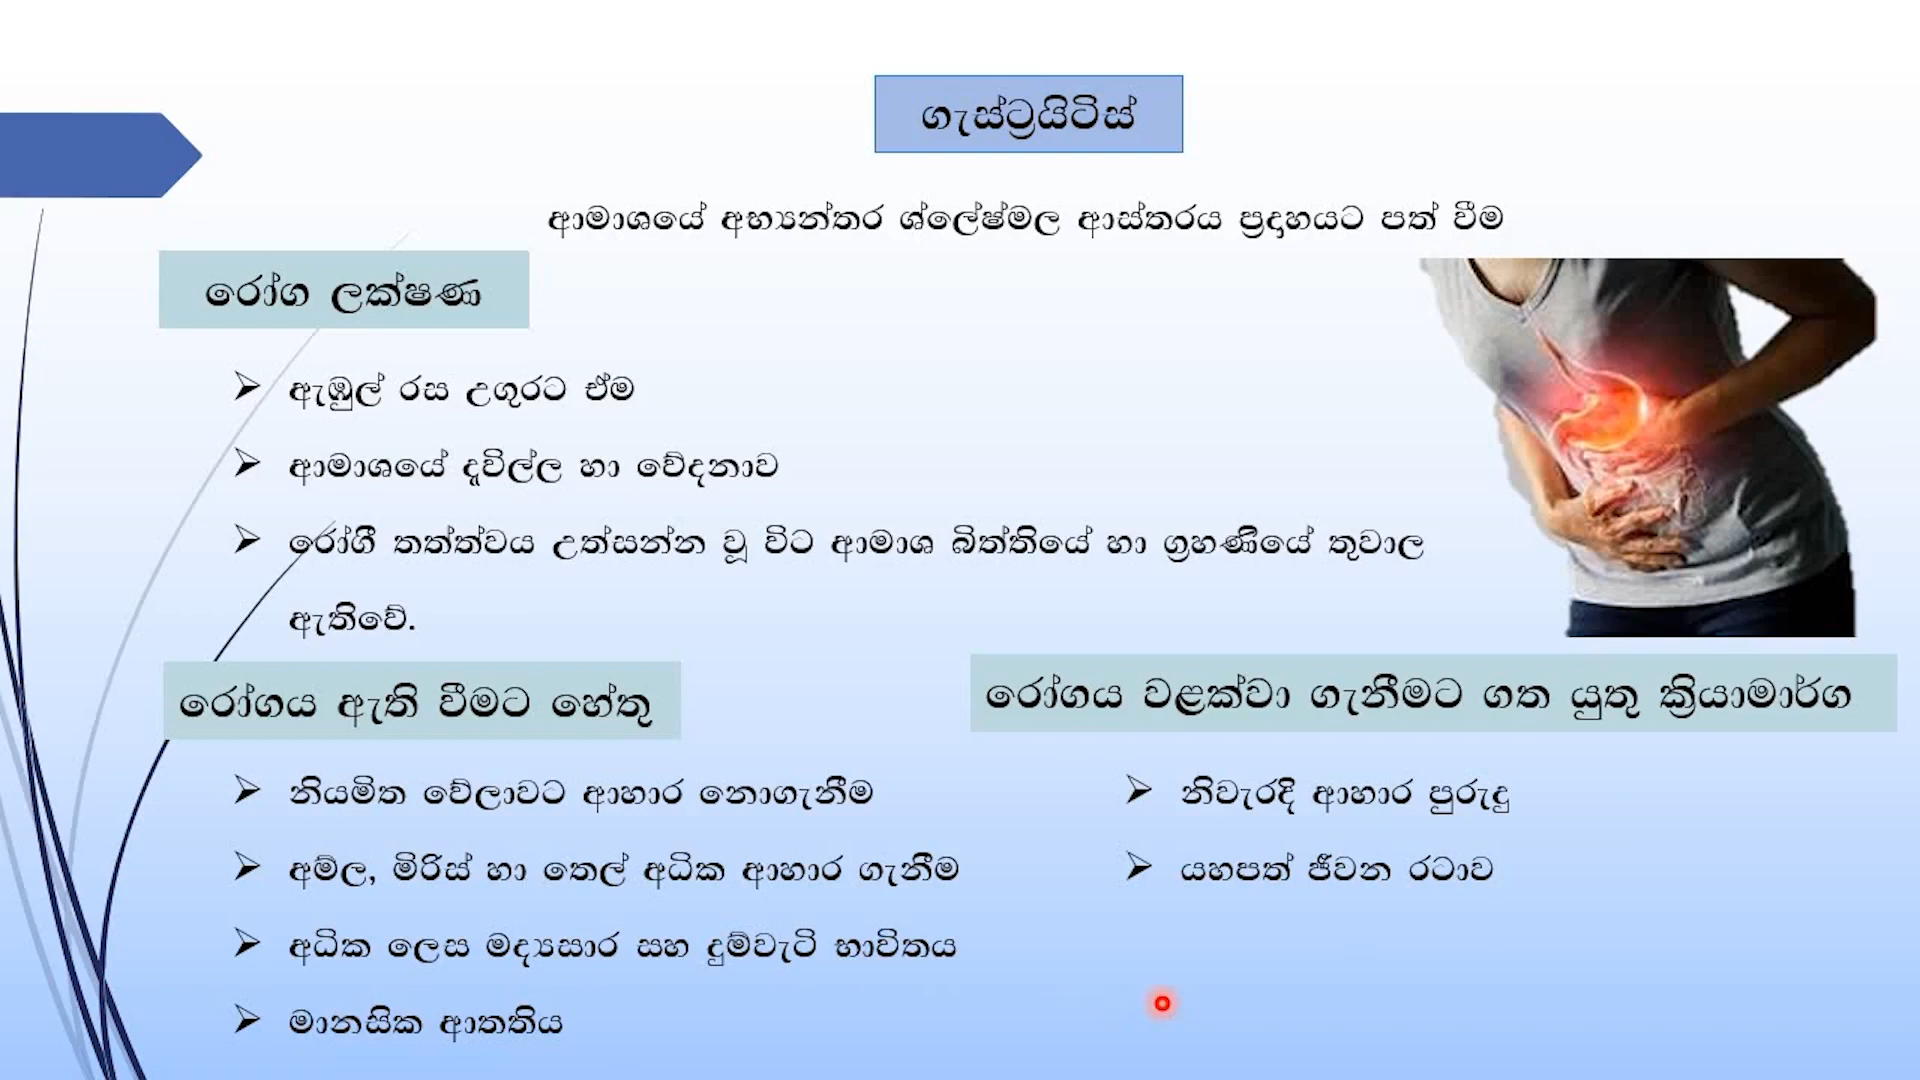 ගැස්ට්‍රයිටිස්
ආමාශයේ අභ්‍යන්තර ශ්ලේෂ්මල ආස්තරය ප්‍රදාහයට පත් වීම
රෝග ලක්ෂණ
➢ ඇඹුල් රස උගුරට ඒම
➢ ආමාශයේ දැවිල්ල හා වේදනාව
➢ රෝගී තත්ත්වය උත්සන්න වූ විට ආමාශ බිත්තියේ හා ග්‍රහණියේ තුවාල
ඇතිවේ.
රෝගය ඇති වීමට හේතු
➢ නියමිත වේලාවට ආහාර නොගැනීම
➢ අම්ල, මිරිස් හා තෙල් අධික ආහාර ගැනීම
➢ අධික ලෙස මද්‍යසාර සහ දුම්වැටි භාවිතය
➢ මානසික ආතතිය
රෝගය වළක්වා ගැනීමට ගත යුතු ක්‍රියාමාර්ග
➢ නිවැරදි ආහාර පුරුදු
➢ යහපත් ජීවන රටාව